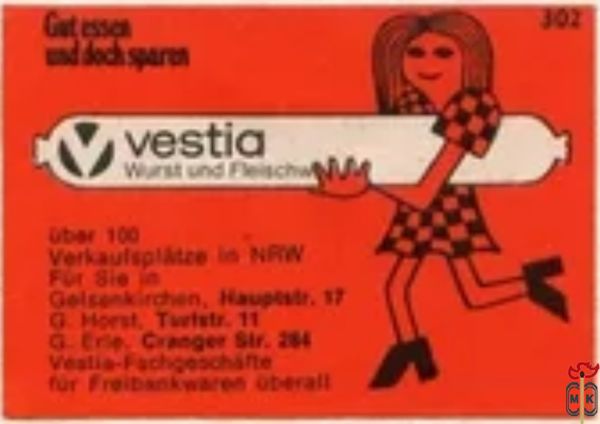 Gut essen
und doch sparen
302
vestia
Wurst und Fleischw
über 100
Verkaufsplätze in NRW
Für Sie in
Gelsenkirchen, Hauptstr. 17
G. Horst, Turfstr. 11
G. Erle, Cranger Str. 284
Vestia-Fschgeschäfte
für Freibankwaren überall
M K